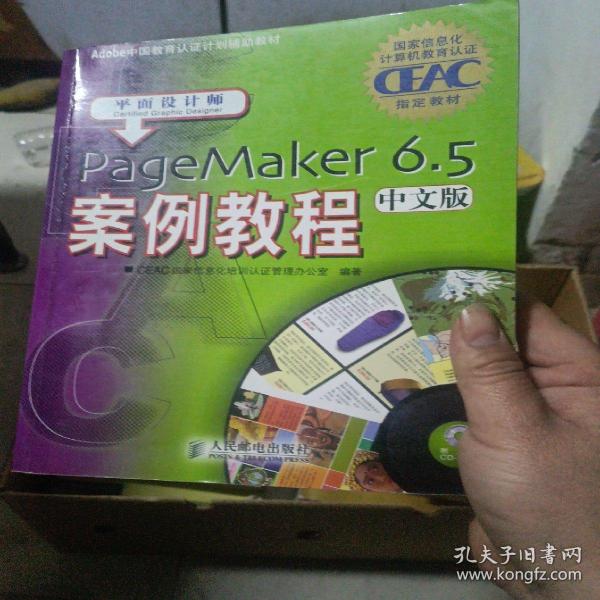 Adobe中国教育认证计划辅助教材
国家信息化
计算机教育认证
CEAC
指定教材
平面设计师
Certified Graphic Designer
PageMaker 6.5
中文版
案例教程
■ CEAC国家信息化培训认证管理办公室 编著
人民邮电出版社
POSTS & TELECOM PRESS
孔夫子旧书网
www.kongfz.com